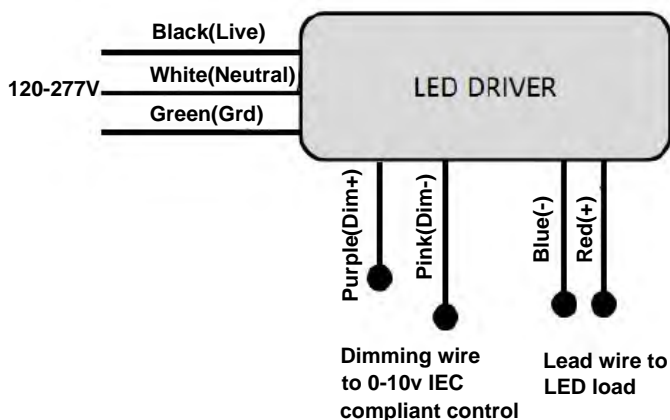 Black(Live)
120-277V
White(Neutral)
Green(Grd)
LED DRIVER
Purple(Dim+)
Pink(Dim-)
Blue(-)
Red(+)
Dimming wire
to 0-10v IEC
compliant control
Lead wire to
LED load